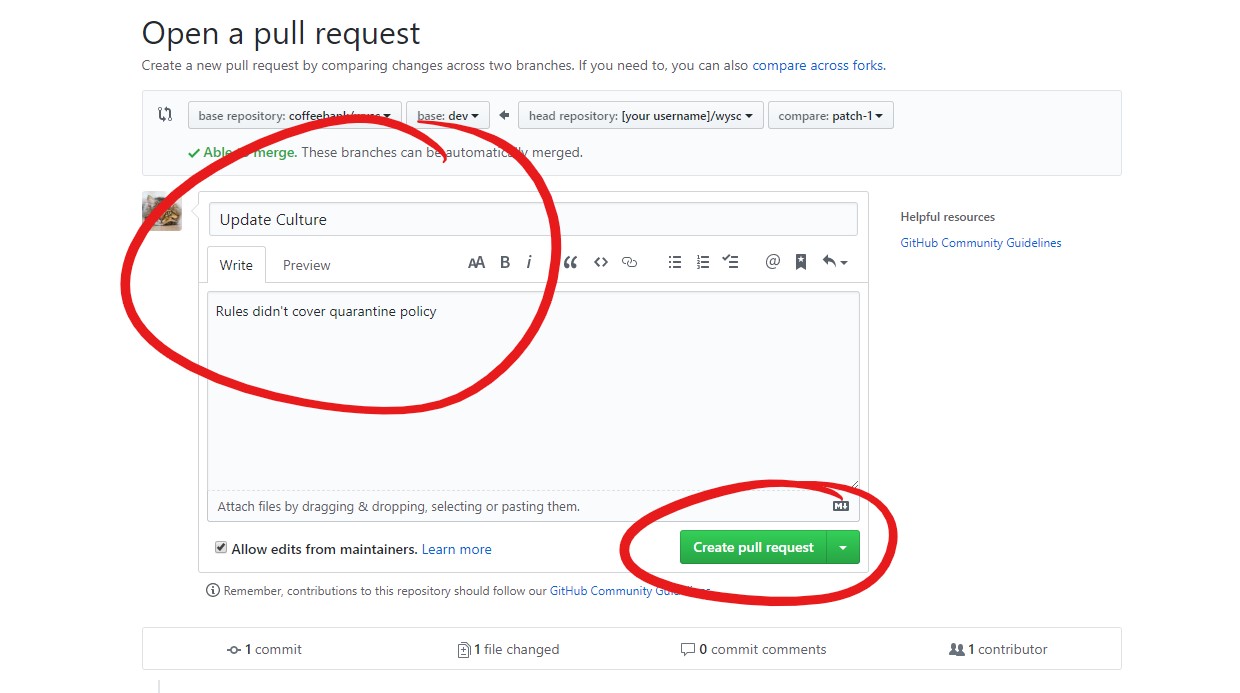 Open a pull request
Create a new pull request by comparing changes across two branches. If you need to, you can also compare across forks.
base repository: coffeebank/wysc base: dev head repository: [your username]/wysc compare: patch-1
Able to merge. These branches can be automatically merged.
Update Culture
Helpful resources
Write Preview AA B i @
GitHub Community Guidelines
Rules didn't cover quarantine policy
Attach files by dragging & dropping, selecting or pasting them.
Allow edits from maintainers. Learn more Create pull request
Remember, contributions to this repository should follow our GitHub Community Guidelines.
1 commit 1 file changed 0 commit comments 1 contributor